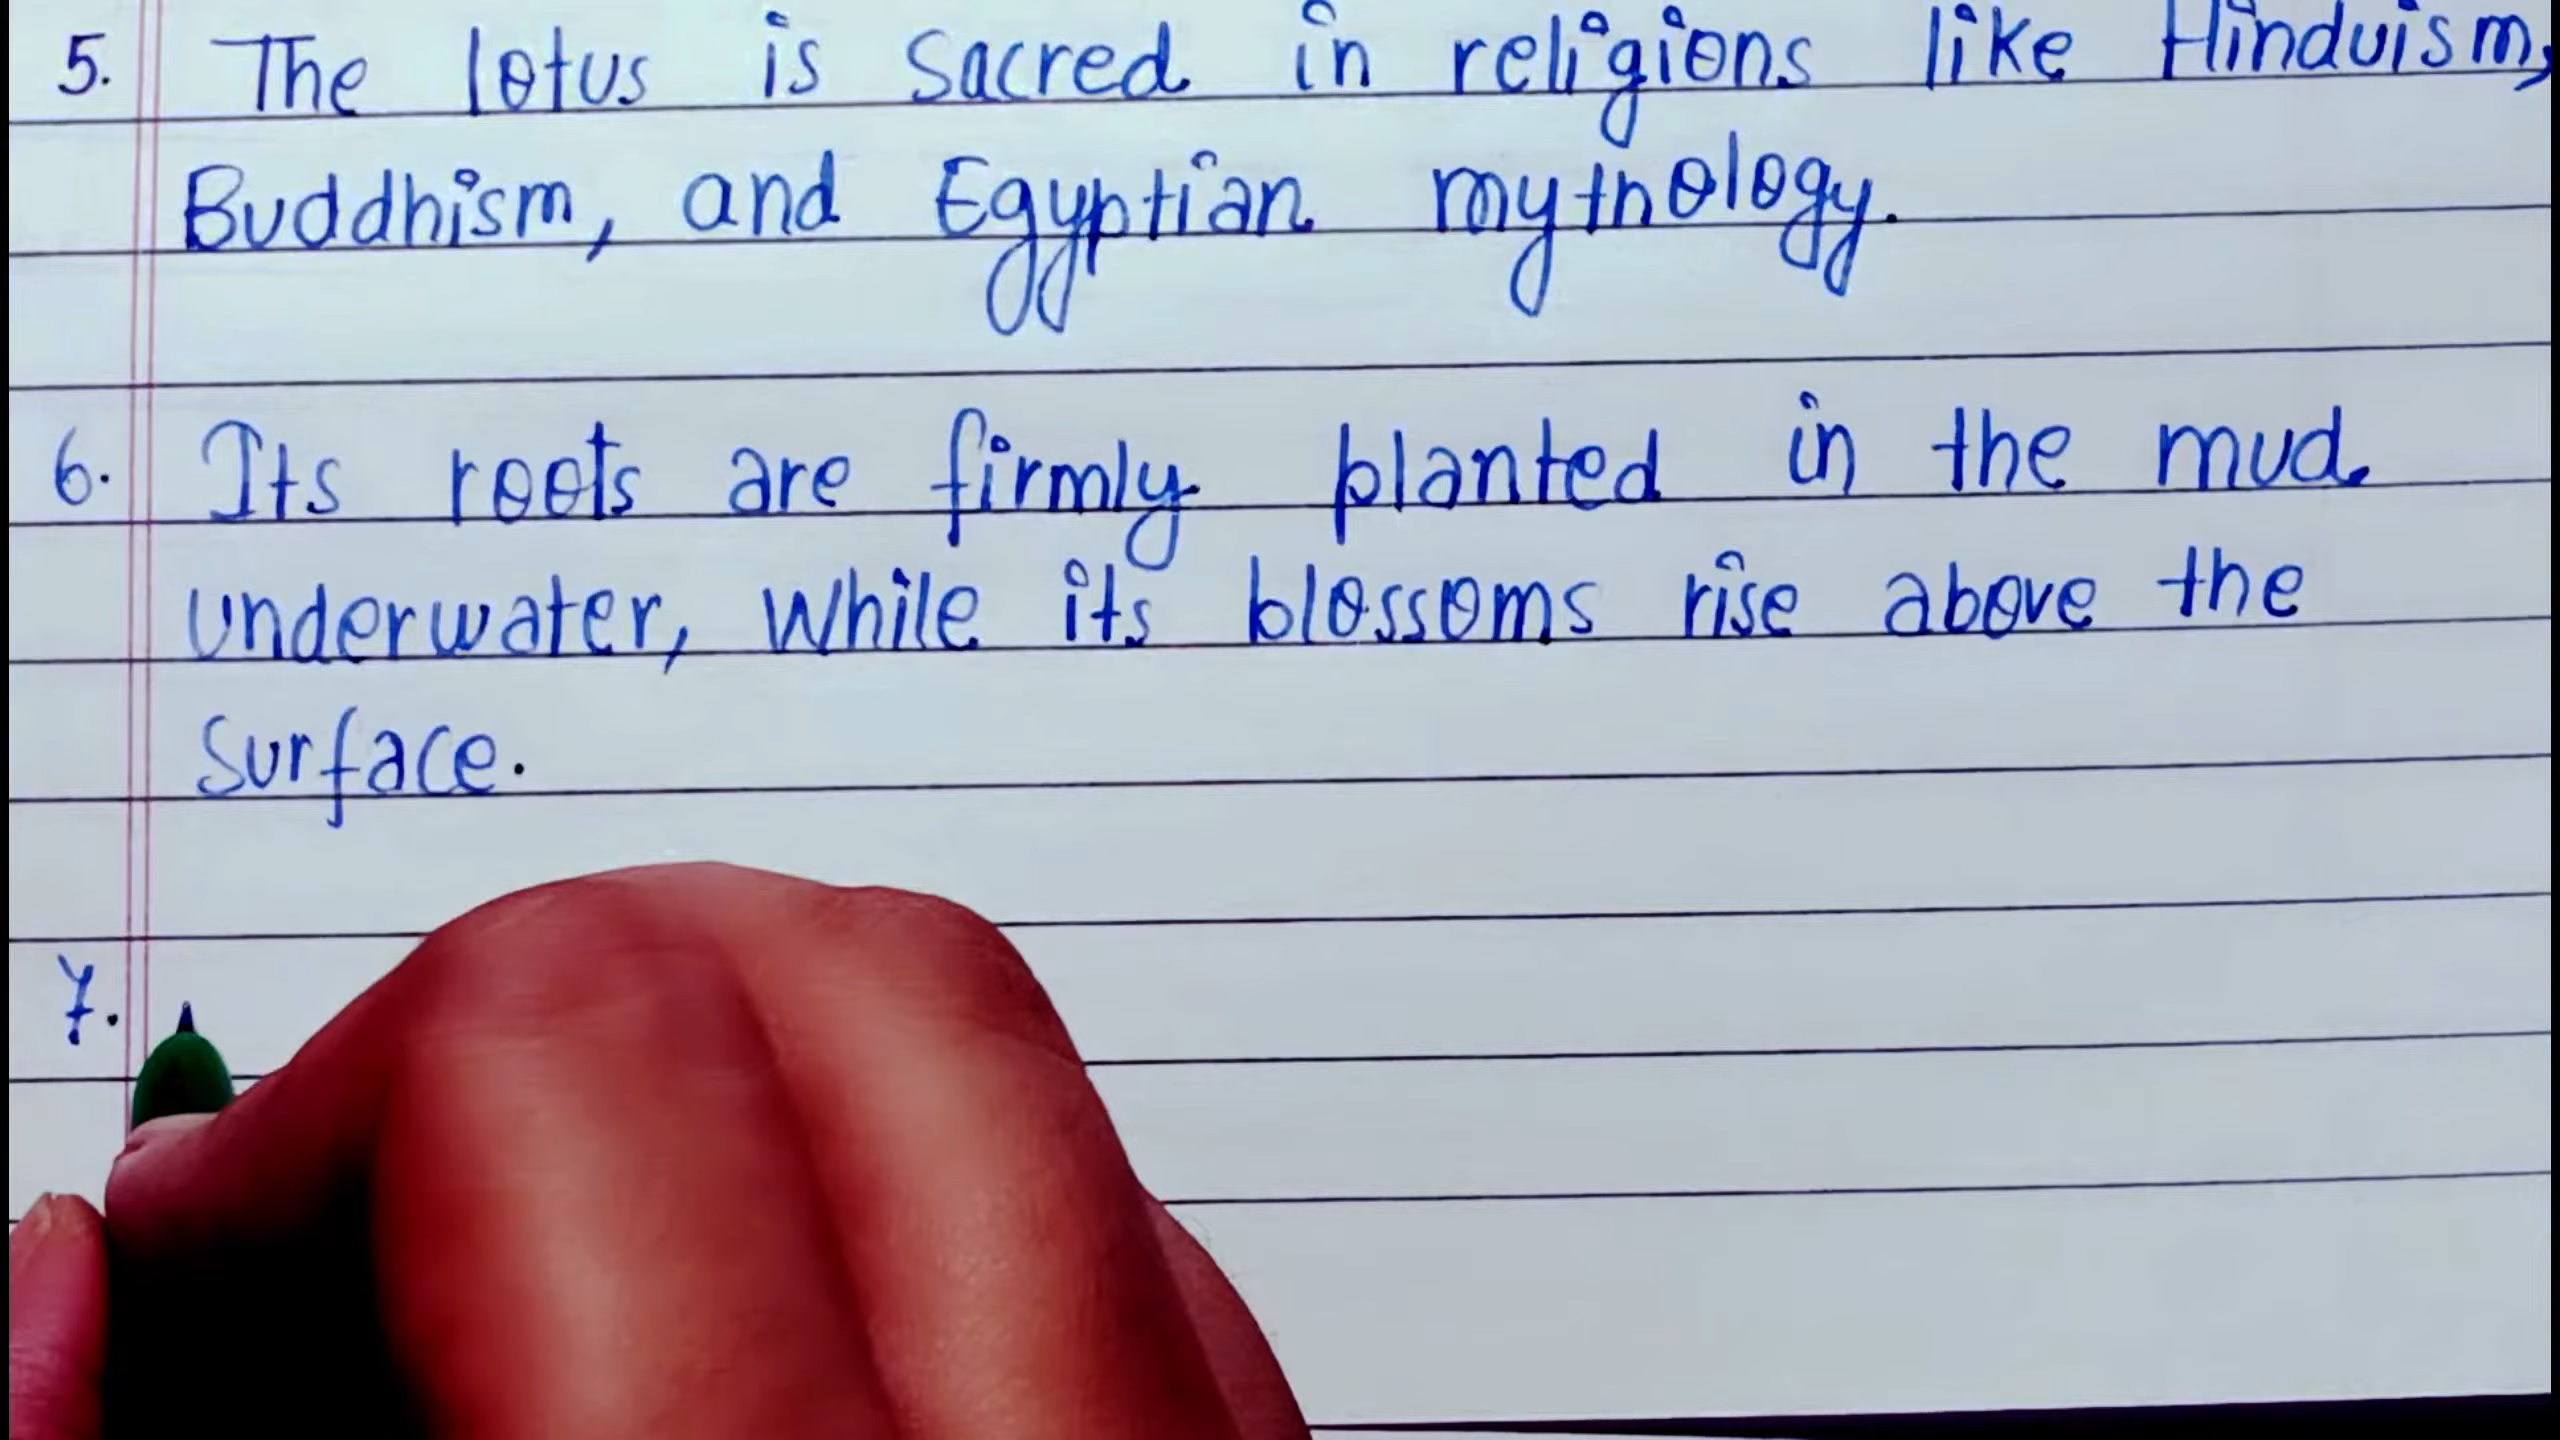 5. The lotus is sacred in religions like Hinduism,
Buddhism, and Egyptian mythology.
6. Its roots are firmly planted in the mud
underwater, while its blossoms rise above the
surface.
7.